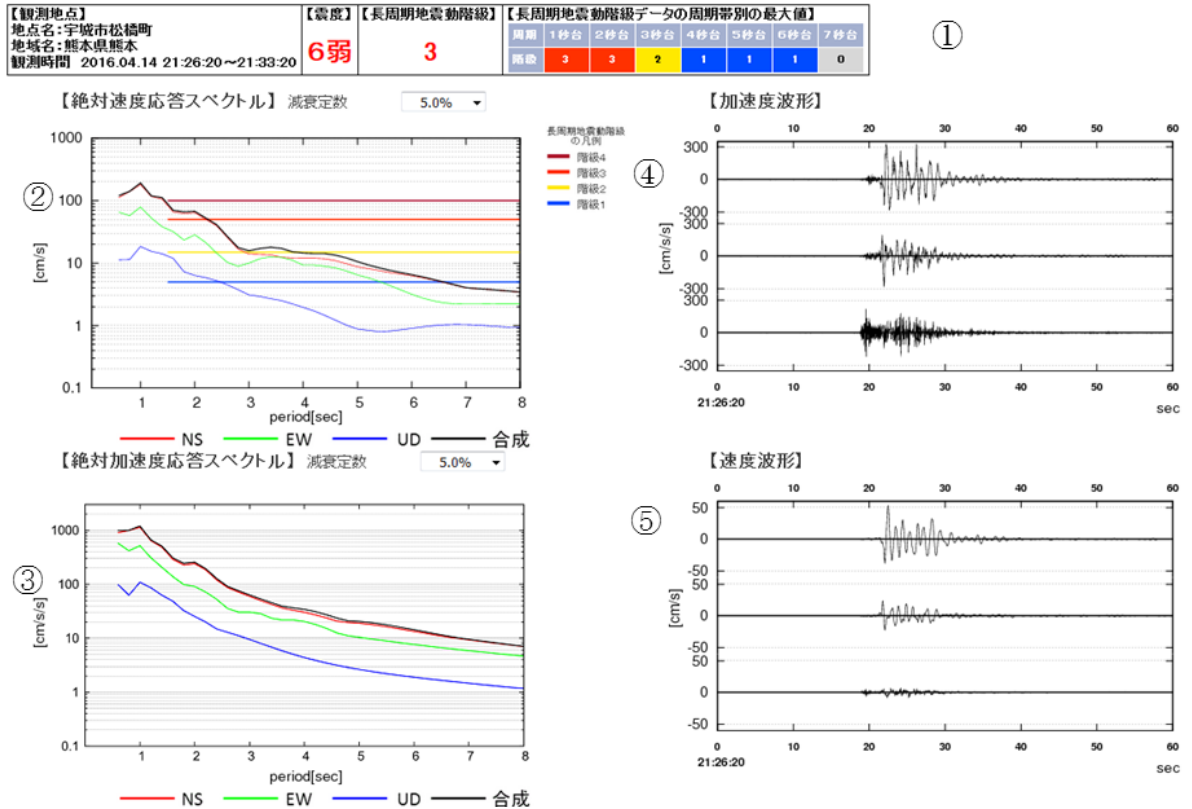 【観測地点】
地点名：宇城市松橋町
地域名：熊本県熊本
観測時間 2016.04.14 21:26:20～21:33:20
【震度】
6弱
【長周期地震動階級】
3
【長周期地震動階級データの周期帯別の最大値】
周期 1秒台 2秒台 3秒台 4秒台 5秒台 6秒台 7秒台
階級 3 3 2 1 1 1 0
①
【絶対速度応答スペクトル】 減衰定数 5.0%
②
1000
100
10
1
0.1
[cm/s]
1 2 3 4 5 6 7 8
period[sec]
NS EW UD 合成
長周期地震動階級
の凡例
階級4
階級3
階級2
階級1
【加速度波形】
④
0 10 20 30 40 50 60
300
0
-300
300
0
-300
300
0
-300
[cm/s/s]
0 10 20 30 40 50 60
21:26:20
sec
【絶対加速度応答スペクトル】 減衰定数 5.0%
③
1000
100
10
1
0.1
[cm/s/s]
1 2 3 4 5 6 7 8
period[sec]
NS EW UD 合成
【速度波形】
⑤
0 10 20 30 40 50 60
50
0
-50
50
0
-50
50
0
-50
[cm/s]
0 10 20 30 40 50 60
21:26:20
sec